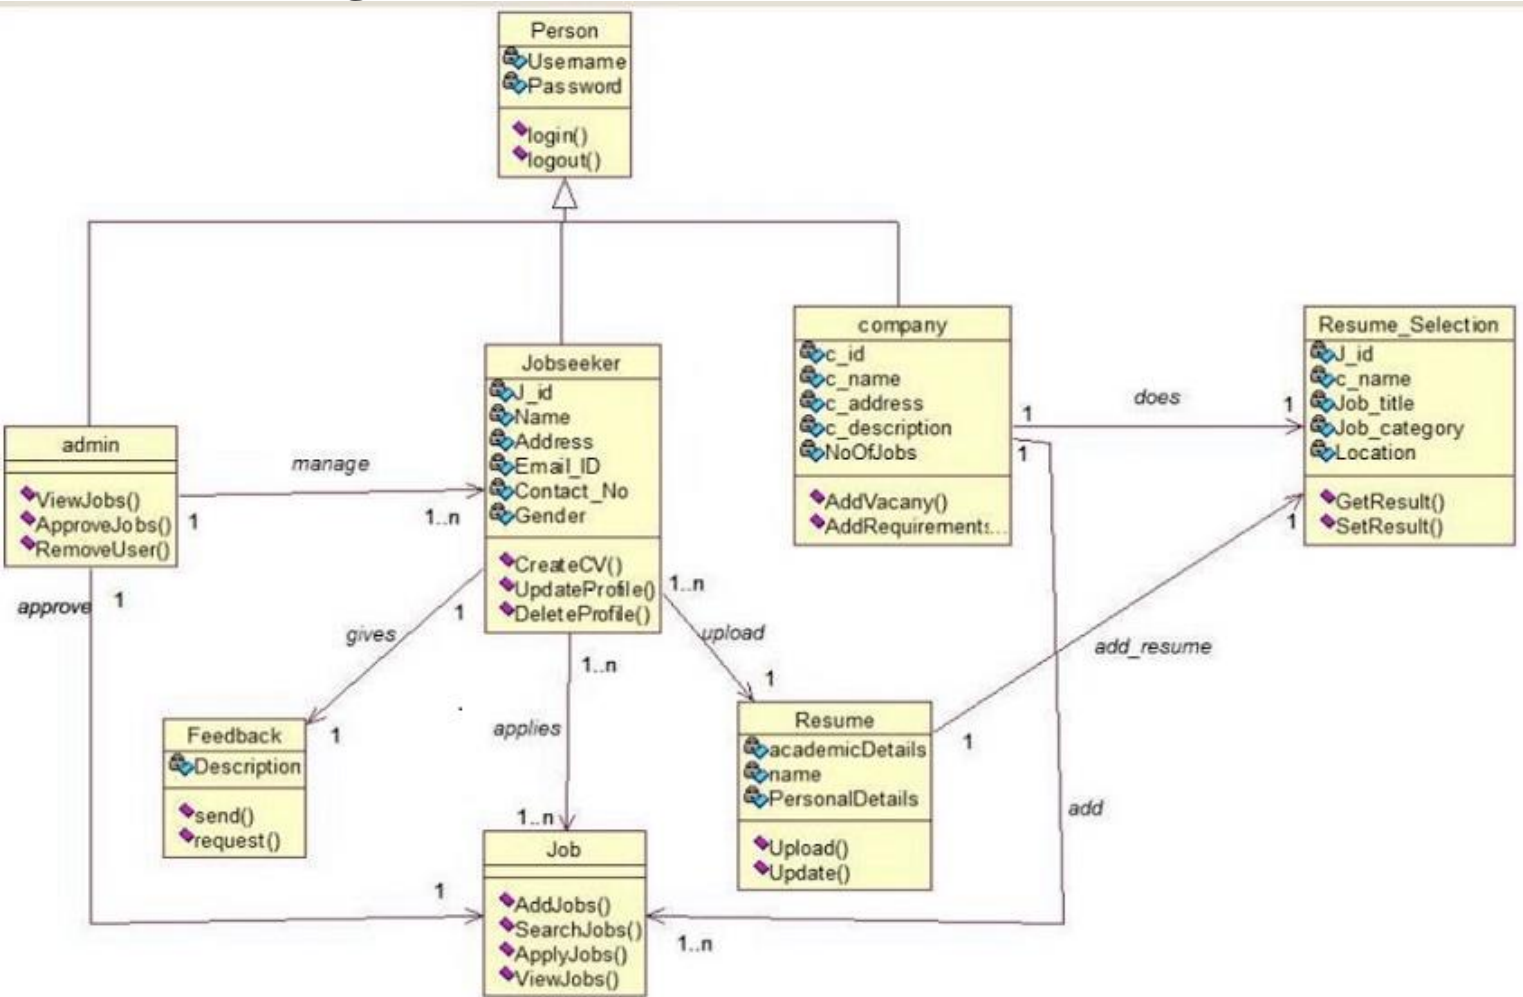 Person
Username
Password
login()
logout()
company
c_id
c_name
c_address
c_description
NoOfJobs
AddVacany()
AddRequirements...
Resume_Selection
J_id
c_name
Job_title
Job_category
Location
GetResult()
SetResult()
Jobseeker
J_id
Name
Address
Email_ID
Contact_No
Gender
CreateCV()
UpdateProfile()
DeleteProfile()
admin
ViewJobs()
ApproveJobs()
RemoveUser()
does
1
1
1
manage
1
1..n
1
approve
1
gives
1
1
1..n
upload
1
1..n
applies
1..n
add_resume
1
add
1..n
1
Feedback
Description
send()
request()
Resume
academicDetails
name
PersonalDetails
Upload()
Update()
Job
AddJobs()
SearchJobs()
ApplyJobs()
ViewJobs()